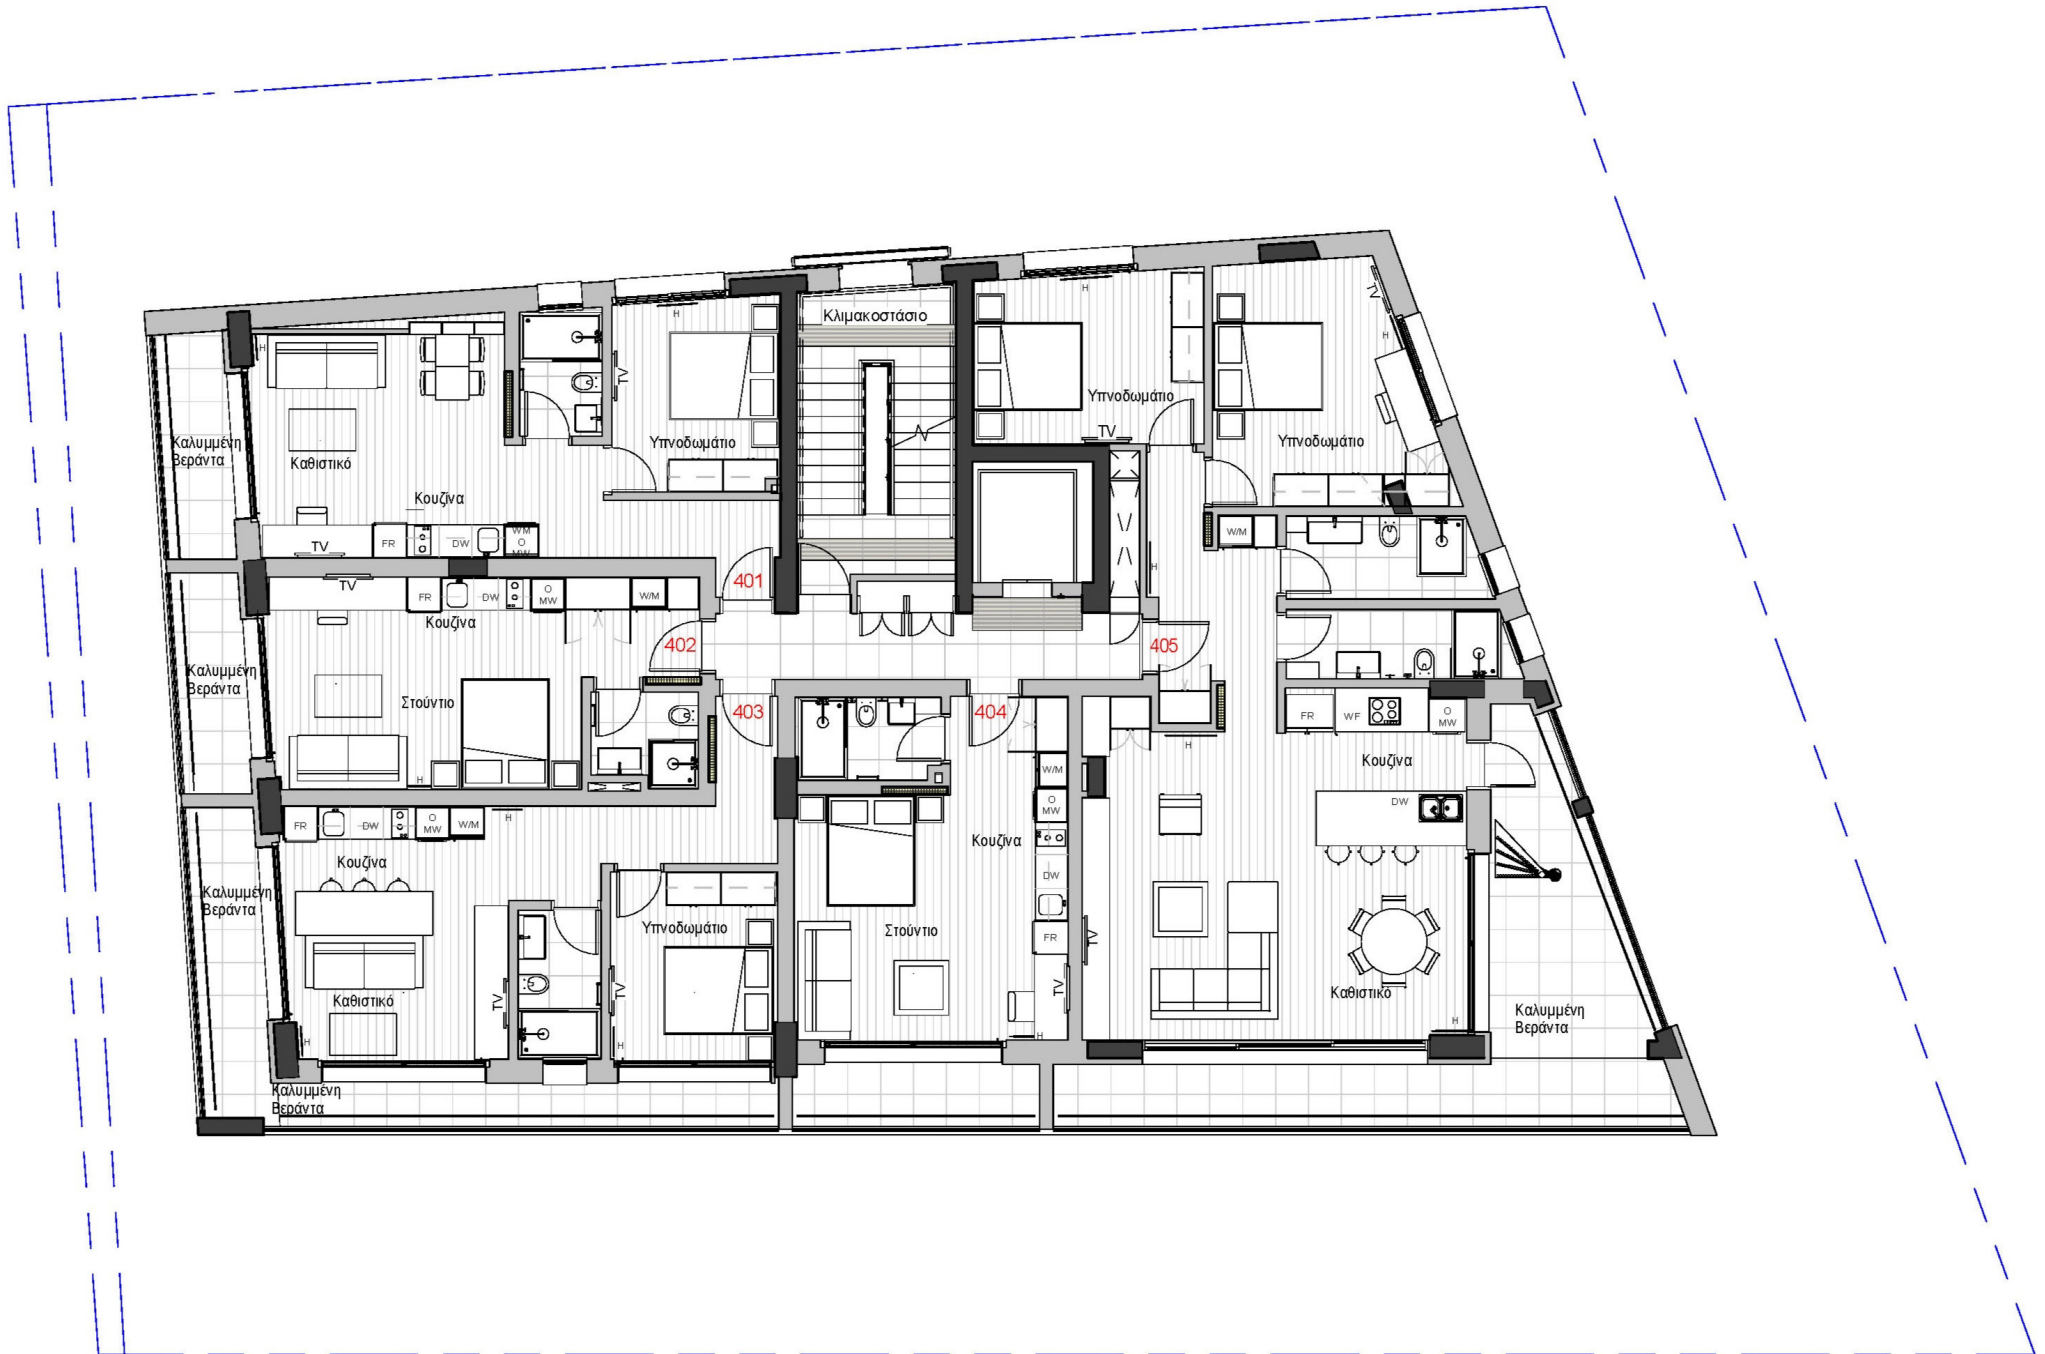 Κλιμακοστάσιο
H
H
H
TV
Υπνοδωμάτιο
Υπνοδωμάτιο
TV
Υπνοδωμάτιο
H
Καλυμμένη
Βεράντα
Καθιστικό
Κουζίνα
TV
FR
DW
WM
O
MW
W/M
H
401
TV
FR
DW
O
MW
W/M
Κουζίνα
402
405
Καλυμμένη
Βεράντα
Στούντιο
H
403
404
FR
WF
O
MW
H
Κουζίνα
W/M
O
MW
DW
FR
DW
O
MW
W/M
H
Κουζίνα
Κουζίνα
DW
Καλυμμένη
Βεράντα
Υπνοδωμάτιο
Στούντιο
FR
TV
Καθιστικό
TV
TV
TV
Καθιστικό
H
H
H
H
Καλυμμένη
Βεράντα
Καλυμμένη
Βεράντα